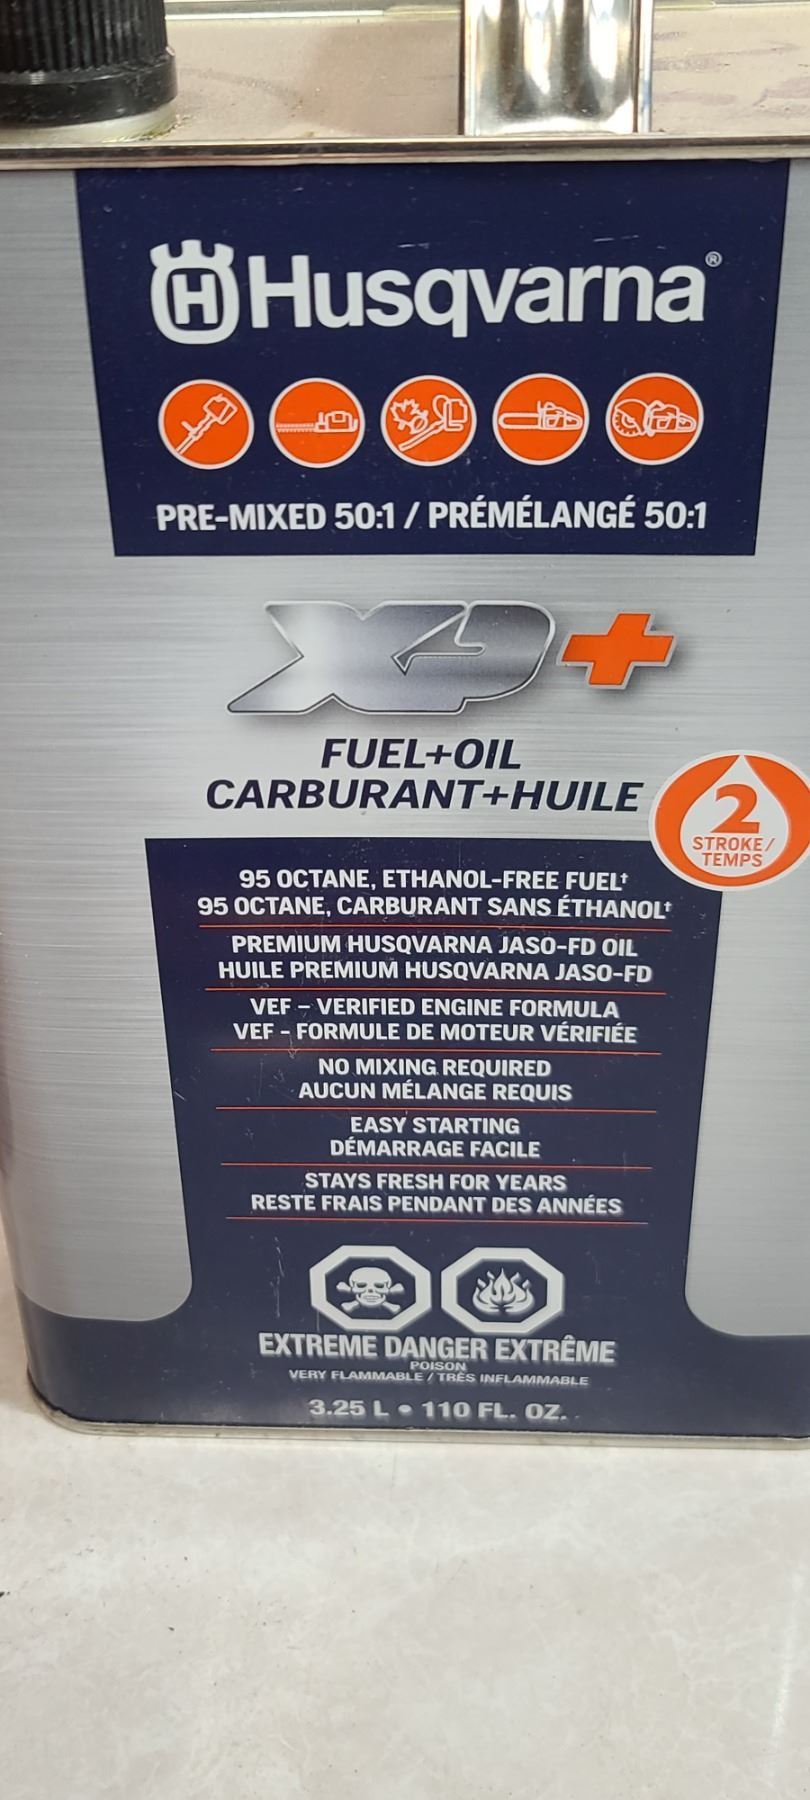 H Husqvarna®
PRE-MIXED 50:1 / PRÉMÉLANGÉ 50:1
XP+
FUEL+OIL
CARBURANT+HUILE
2
STROKE/
TEMPS
95 OCTANE, ETHANOL-FREE FUEL†
95 OCTANE, CARBURANT SANS ÉTHANOL†
PREMIUM HUSQVARNA JASO-FD OIL
HUILE PREMIUM HUSQVARNA JASO-FD
VEF – VERIFIED ENGINE FORMULA
VEF - FORMULE DE MOTEUR VÉRIFIÉE
NO MIXING REQUIRED
AUCUN MÉLANGE REQUIS
EASY STARTING
DÉMARRAGE FACILE
STAYS FRESH FOR YEARS
RESTE FRAIS PENDANT DES ANNÉES
EXTREME DANGER EXTRÊME
POISON
VERY FLAMMABLE / TRÈS INFLAMMABLE
3.25 L • 110 FL. OZ.